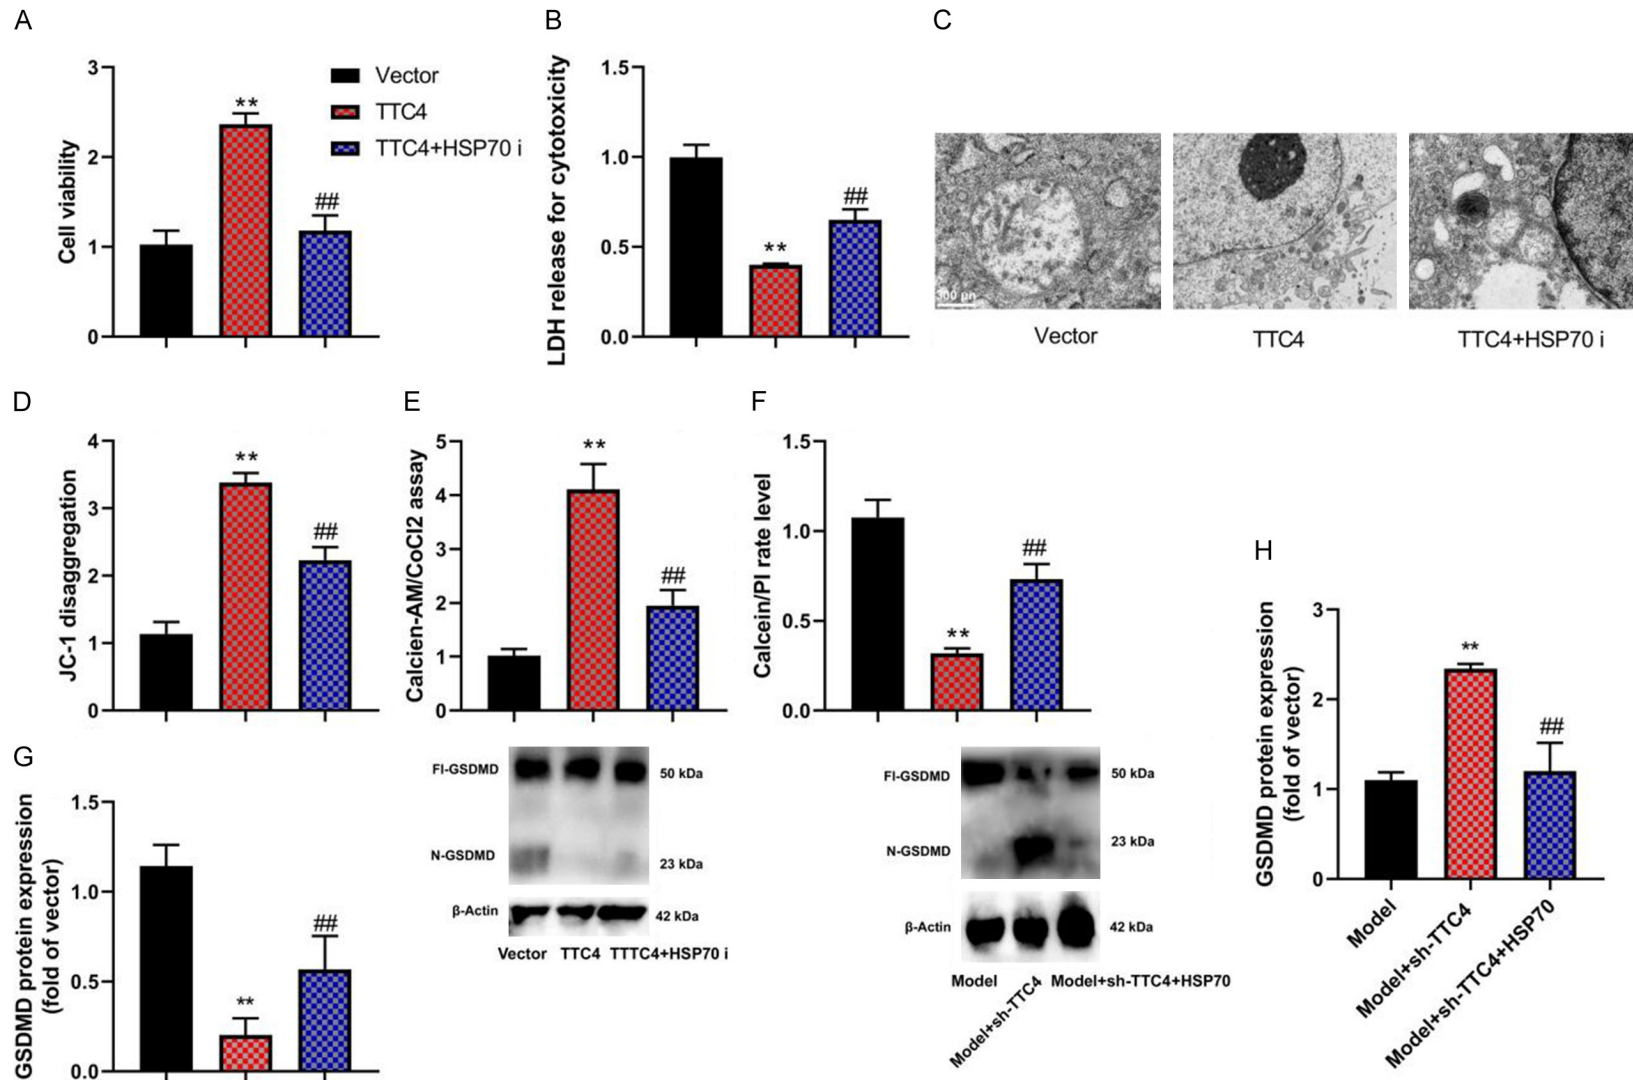 A
B
C
3
2
1
0
Cell viability
**
##
Vector
TTC4
TTC4+HSP70 i
1.5
1.0
0.5
0.0
LDH release for cytotoxicity
**
##
Vector
TTC4
TTC4+HSP70 i
D
E
F
4
3
2
1
0
JC-1 disaggregation
**
##
5
4
3
2
1
0
Calcien-AM/CoCl2 assay
**
##
1.5
1.0
0.5
0.0
Calcein/PI rate level
**
##
G
1.5
1.0
0.5
0.0
GSDMD protein expression
(fold of vector)
**
##
Fl-GSDMD
50 kDa
N-GSDMD
23 kDa
β-Actin
42 kDa
Vector TTC4 TTTC4+HSP70 i
Fl-GSDMD
50 kDa
N-GSDMD
23 kDa
β-Actin
42 kDa
Model
Model+sh-TTC4
Model+sh-TTC4+HSP70
H
3
2
1
0
GSDMD protein expression
(fold of vector)
**
##
Model
Model+sh-TTC4
Model+sh-TTC4+HSP70